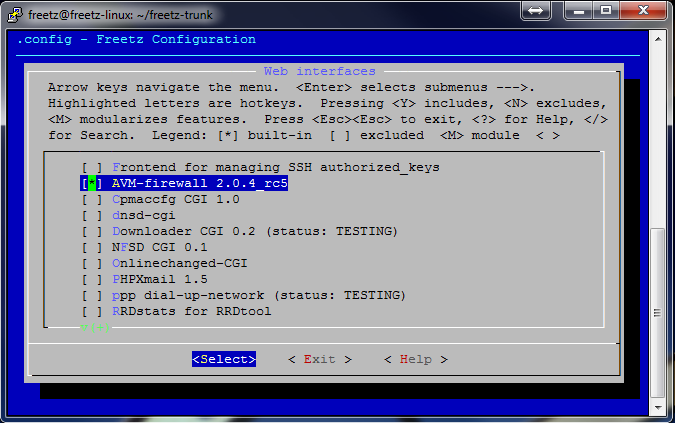 freetz@freetz-linux: ~/freetz-trunk
.config - Freetz Configuration
Web interfaces
Arrow keys navigate the menu.  <Enter> selects submenus --->.
Highlighted letters are hotkeys.  Pressing <Y> includes, <N> excludes,
<M> modularizes features.  Press <Esc><Esc> to exit, <?> for Help, </>
for Search.  Legend: [*] built-in  [ ] excluded  <M> module  < >
[ ] Frontend for managing SSH authorized_keys
[*] AVM-firewall 2.0.4_rc5
[ ] Cpmaccfg CGI 1.0
[ ] dnsd-cgi
[ ] Downloader CGI 0.2 (status: TESTING)
[ ] NFSD CGI 0.1
[ ] Onlinechanged-CGI
[ ] PHPXmail 1.5
[ ] ppp dial-up-network (status: TESTING)
[ ] RRDstats for RRDtool
<Select>    < Exit >    < Help >